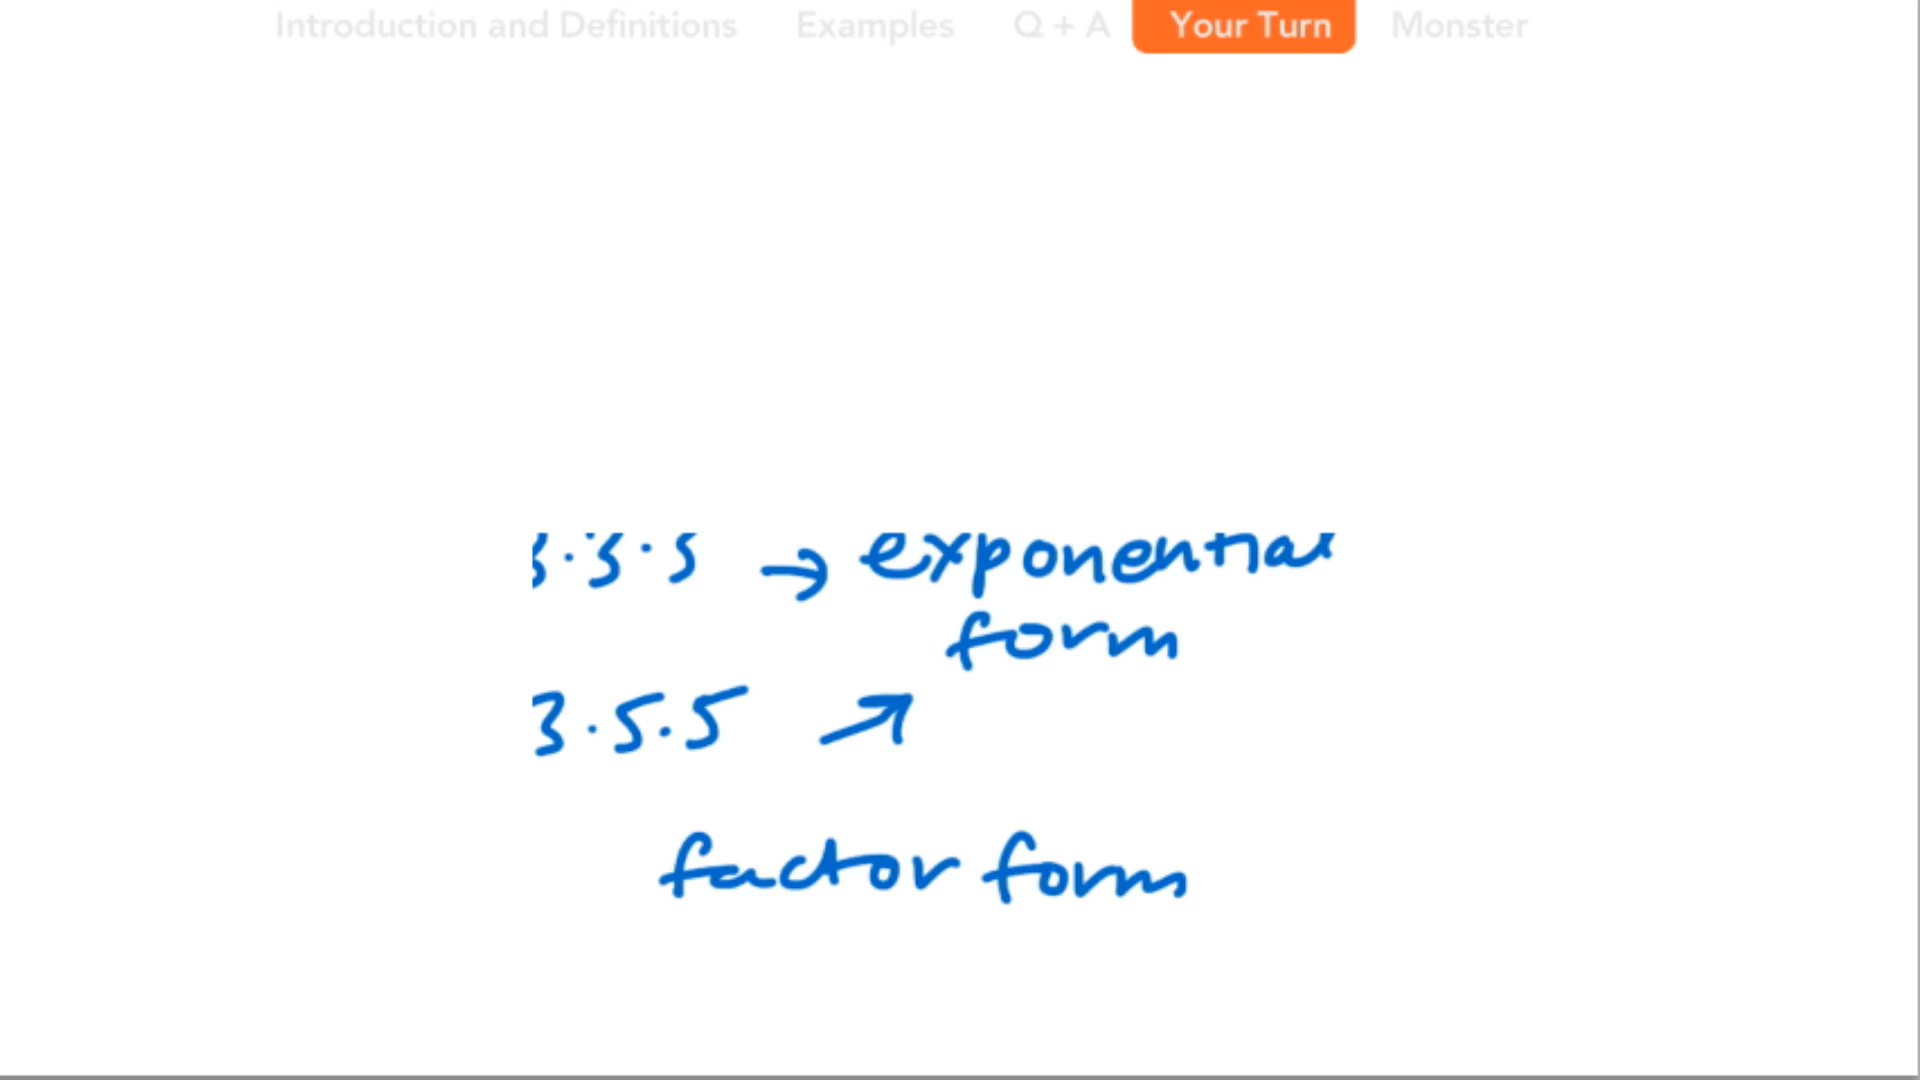 Introduction and Definitions Examples Q + A Your Turn Monster
3 · 3 · 5 → exponential
form
3 · 5 · 5 ↗
factor form